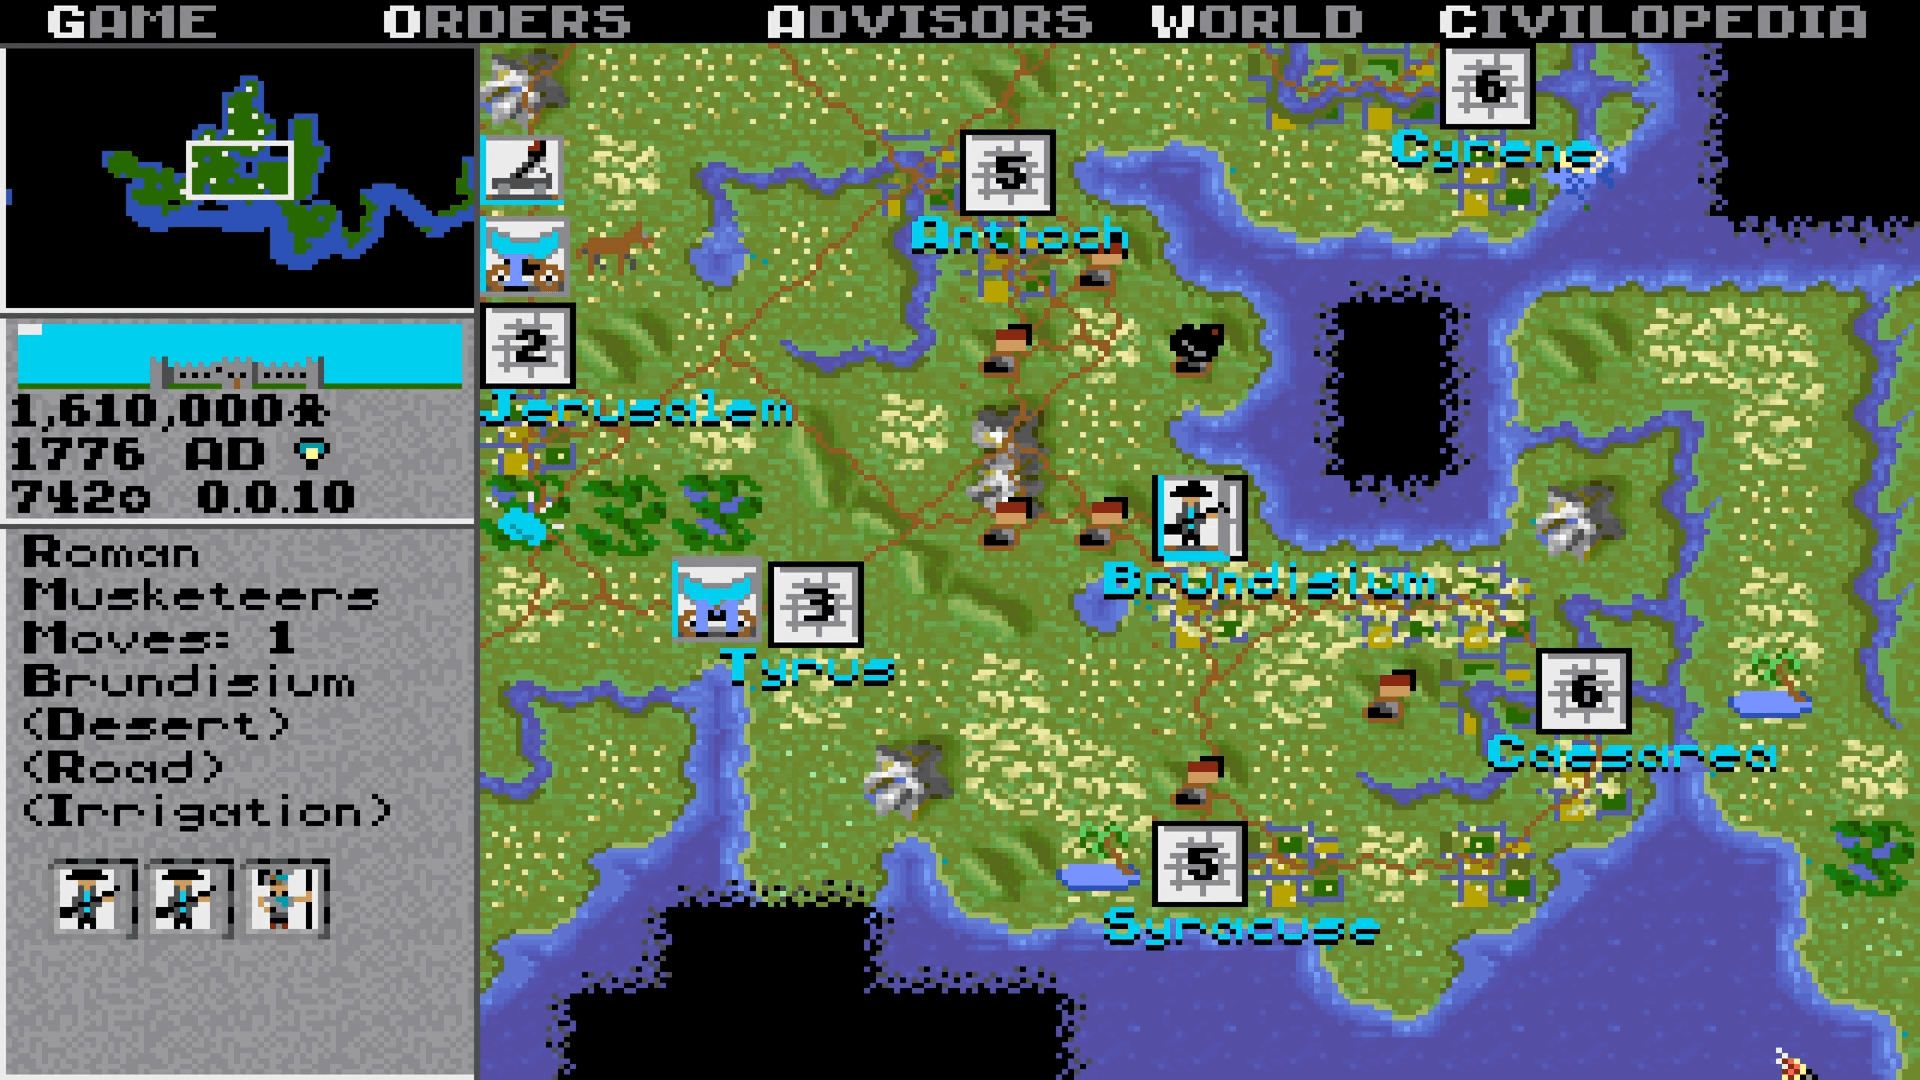 GAME ORDERS ADVISORS WORLD CIVILOPEDIA
6
Cyrene
5
Antioch
2
Jerusalem
1,610,000
1776 AD
742 0.0.10
Roman
Musketeers
Moves: 1
Brundisium
(Desert)
(Road)
(Irrigation)
Brundisium
3
Tyrus
6
Caesarea
5
Syracuse